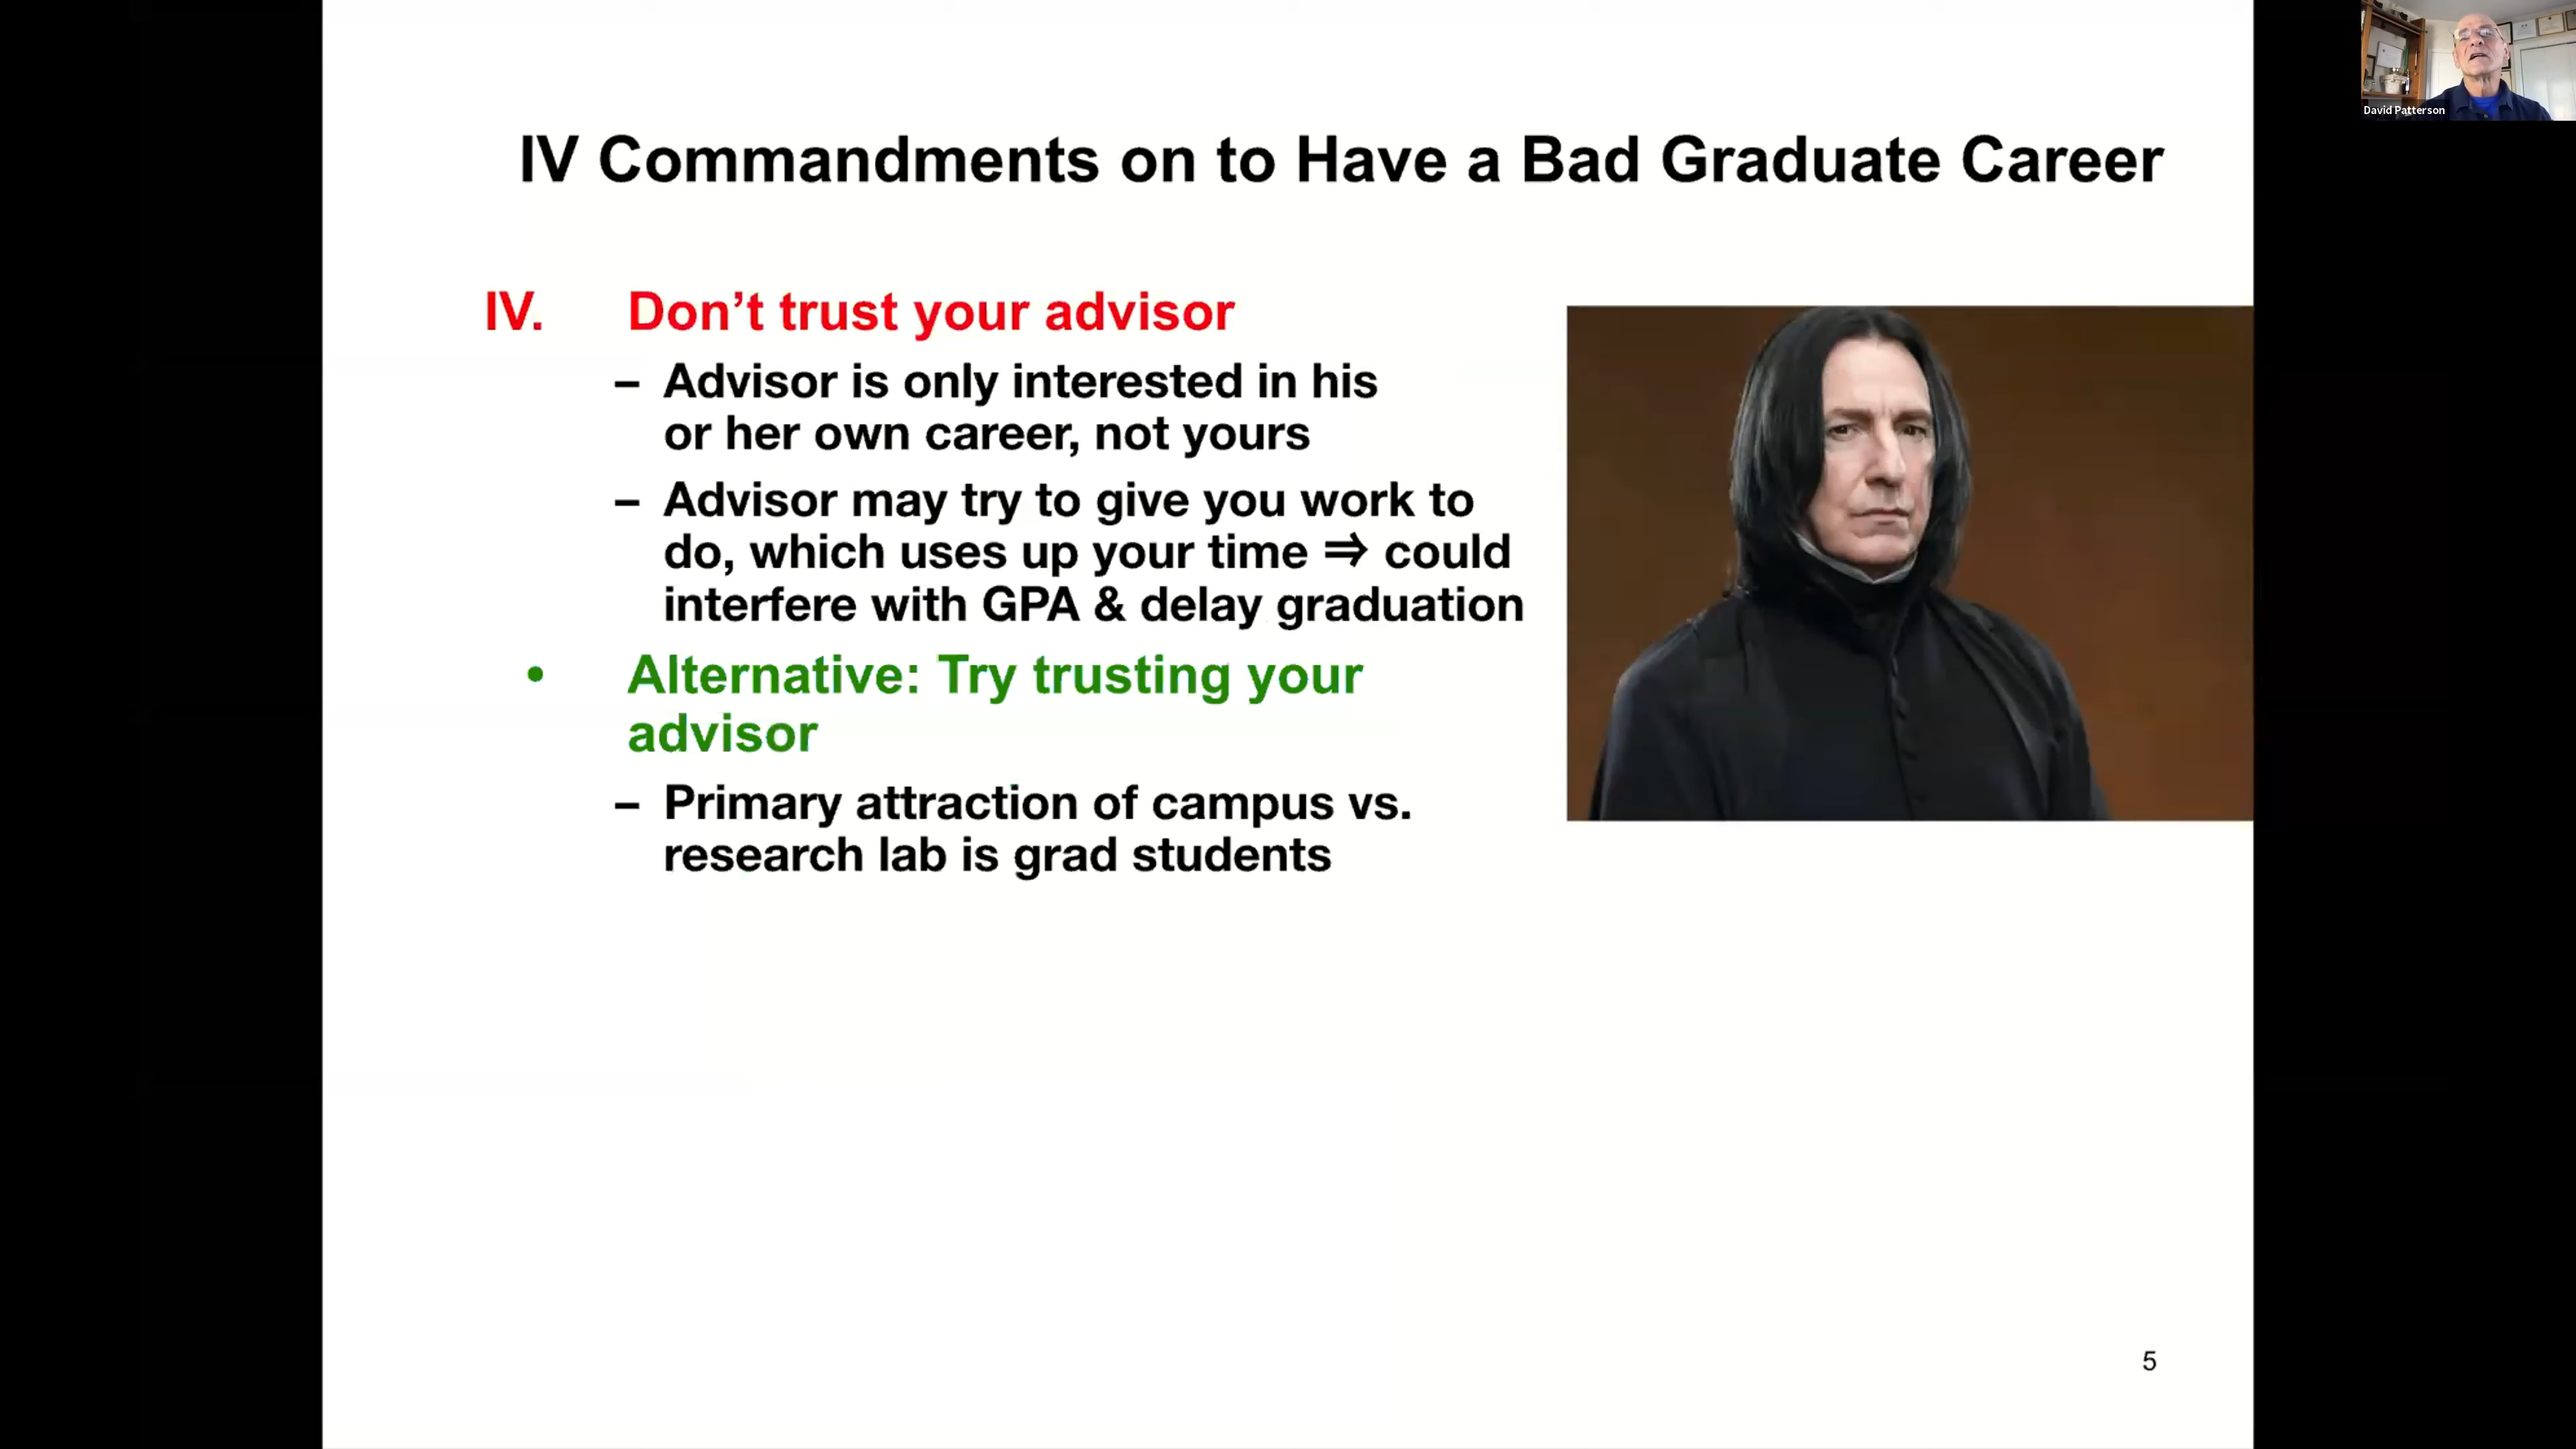 David Patterson
IV Commandments on to Have a Bad Graduate Career
IV. Don’t trust your advisor
– Advisor is only interested in his
or her own career, not yours
– Advisor may try to give you work to
do, which uses up your time ⇒ could
interfere with GPA & delay graduation
• Alternative: Try trusting your
advisor
– Primary attraction of campus vs.
research lab is grad students
5